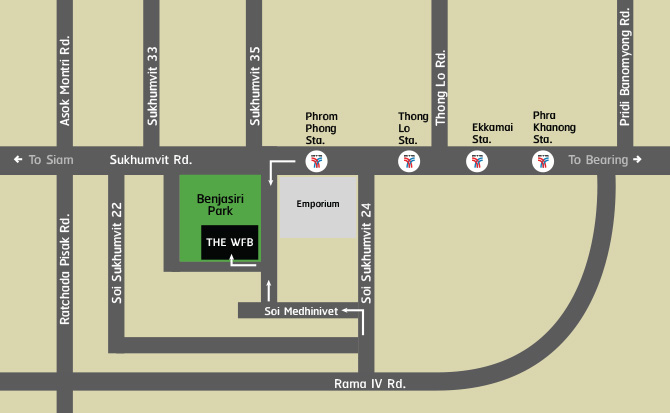 Asok Montri Rd.
Sukhumvit 33
Sukhumvit 35
Thong Lo Rd.
Pridi Banomyong Rd.
Phrom
Phong
Sta.
Thong
Lo
Sta.
Ekkamai
Sta.
Phra
Khanong
Sta.
To Siam
Sukhumvit Rd.
To Bearing
Ratchada Pisak Rd.
Soi Sukhumvit 22
Benjasiri
Park
THE WFB
Emporium
Soi Sukhumvit 24
Soi Medhinivet
Rama IV Rd.